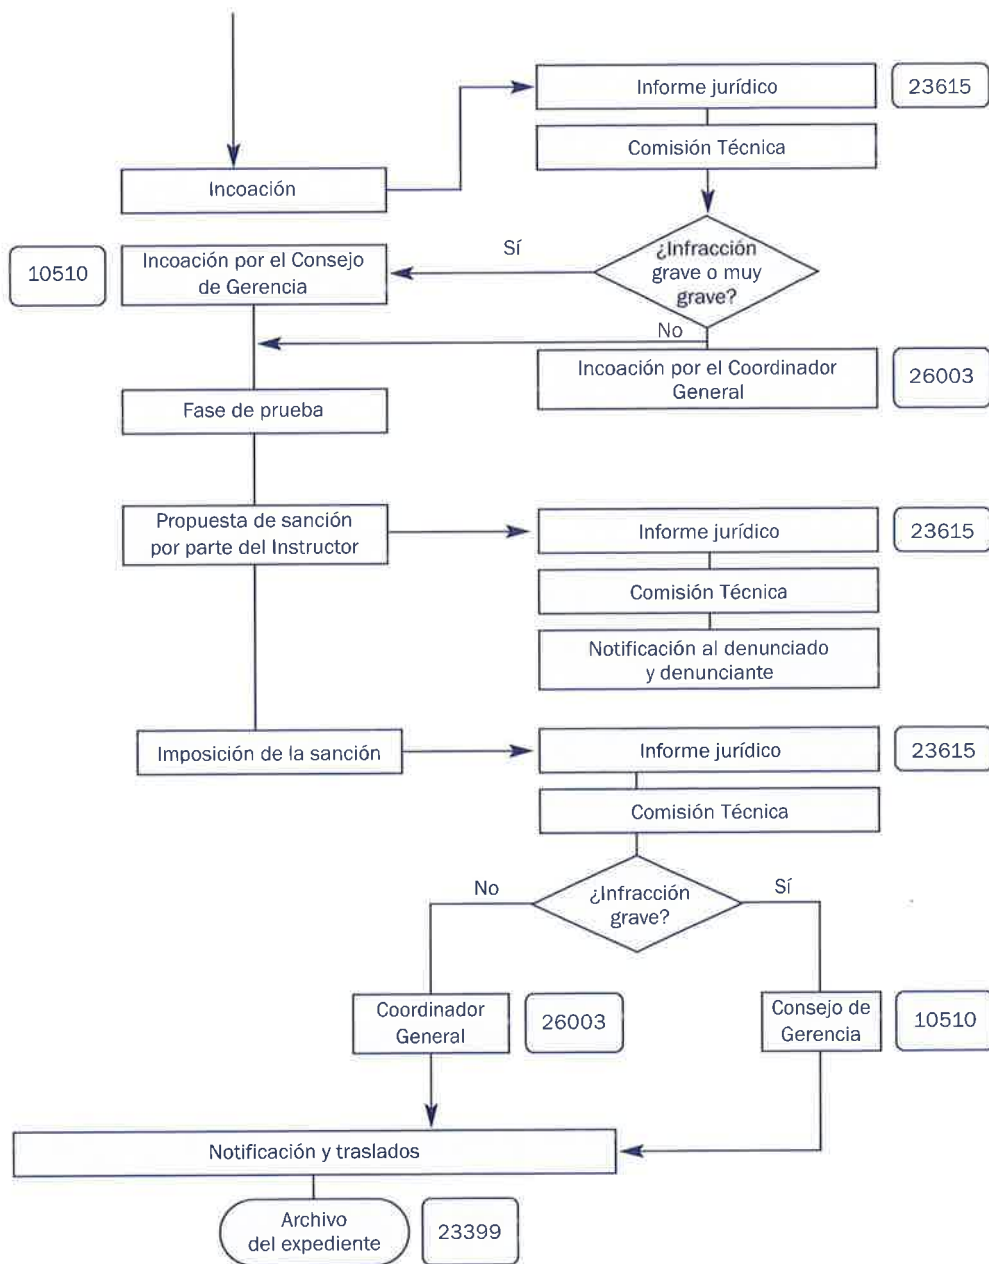 Informe jurídico
23615
Comisión Técnica
Incoación
¿Infracción
grave o muy
grave?
Sí
Incoación por el Consejo
de Gerencia
10510
No
Incoación por el Coordinador
General
26003
Fase de prueba
Propuesta de sanción
por parte del Instructor
Informe jurídico
23615
Comisión Técnica
Notificación al denunciado
y denunciante
Imposición de la sanción
Informe jurídico
23615
Comisión Técnica
¿Infracción
grave?
No
Sí
Coordinador
General
26003
Consejo de
Gerencia
10510
Notificación y traslados
Archivo
del expediente
23399